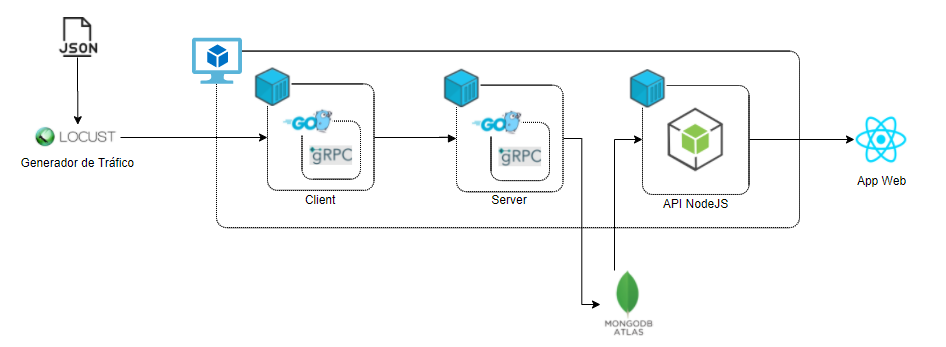 JSON
LOCUST
Generador de Tráfico
GO
gRPC
Client
GO
gRPC
Server
API NodeJS
App Web
MONGODB
ATLAS